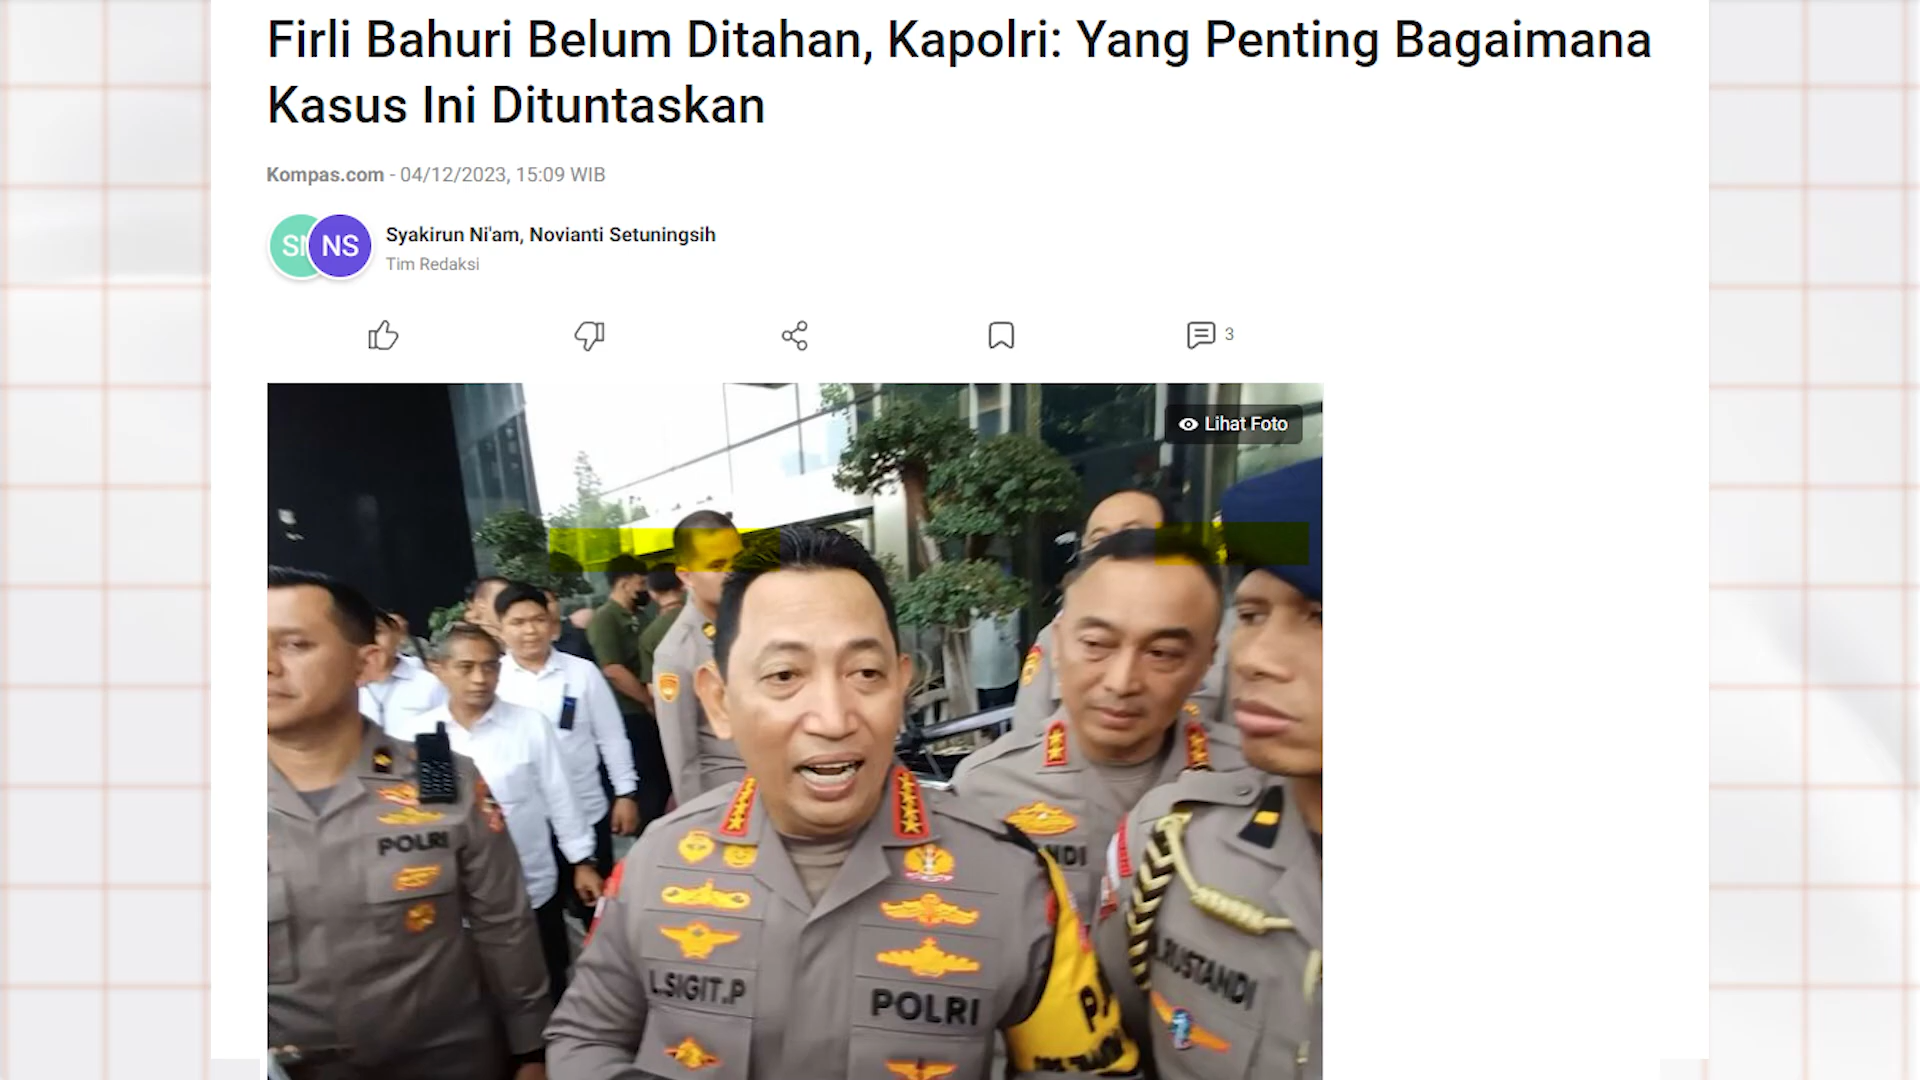 Firli Bahuri Belum Ditahan, Kapolri: Yang Penting Bagaimana
Kasus Ini Dituntaskan
Kompas.com - 04/12/2023, 15:09 WIB
NS
Syakirun Ni'am, Novianti Setuningsih
Tim Redaksi
3
Lihat Foto
POLRI
L.SIGIT.P
POLRI
RUSTANDI